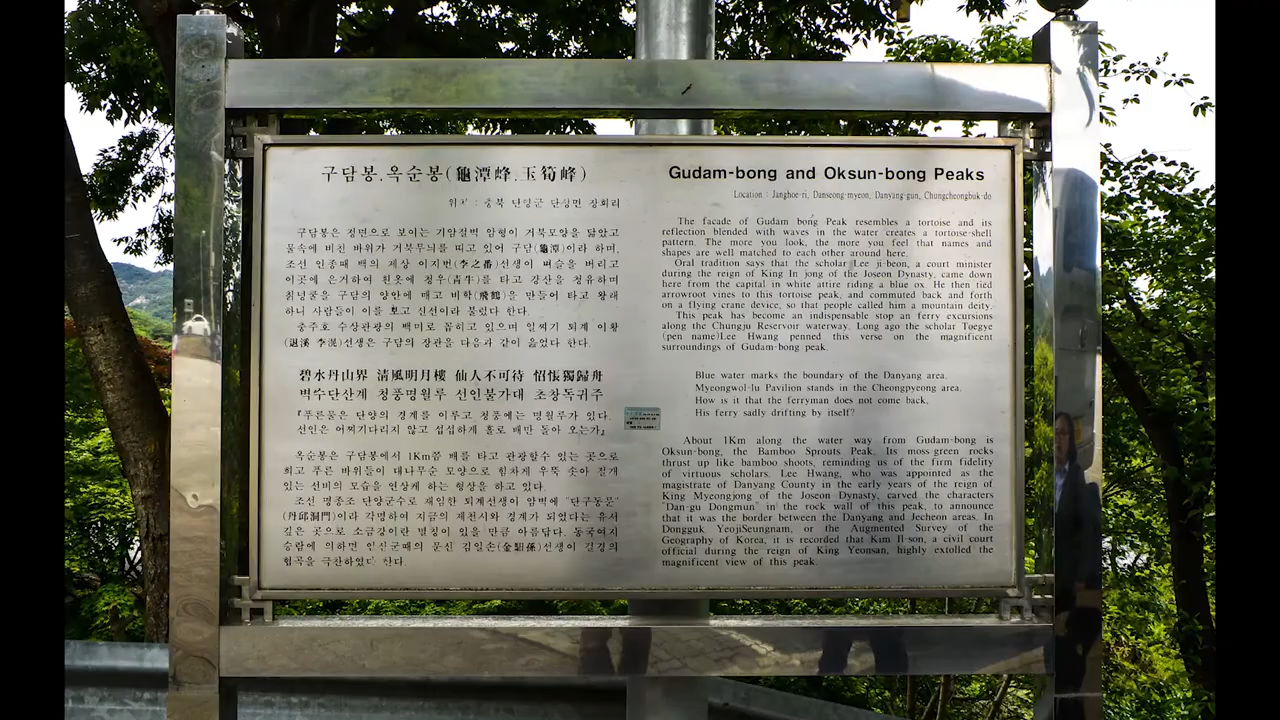 구담봉.옥순봉(龜潭峰.玉筍峰)
위치 : 충북 단양군 단성면 장회리
구담봉은 정면으로 보이는 기암절벽 암형이 거북모양을 닮았고
물속에 비친 바위가 거북무늬를 띄고 있어 구담(龜潭)이라 하며,
조선 인종때 백의 재상 이지번(李之蕃)선생이 벼슬을 버리고
이곳에 은거하여 흰옷에 청우(靑牛)를 타고 강산을 청유하며
칡넝쿨을 구담의 양안에 매고 비학(飛鶴)을 만들어 타고 왕래
하니 사람들이 이를 보고 신선이라 불렀다 한다.
충주호 수상관광의 백미로 꼽히고 있으며 일찌기 퇴계 이황
(退溪 李滉)선생은 구담의 장관을 다음과 같이 읊었다 한다.
碧水丹山界 淸風明月樓 仙人不可待 怊悵獨歸舟
벽수단산계 청풍명월루 선인불가대 초창독귀주
『푸른물은 단양의 경계를 이루고 청풍에는 명월루가 있다.
선인은 어찌기다리지 않고 섭섭하게 홀로 배만 돌아 오는가』
옥순봉은 구담봉에서 1Km쯤 배를 타고 관광할수 있는 곳으로
희고 푸른 바위들이 대나무순 모양으로 힘차게 우뚝 솟아 절개
있는 선비의 모습을 연상케 하는 형상을 하고 있다.
조선 명종조 단양군수로 재임한 퇴계선생이 암벽에 "단구동문"
(丹邱洞門)이라 각명하여 지금의 제천시와 경계가 되었다는 유서
깊은 곳으로 소금강이란 별칭이 있을 만큼 아름답다. 동국여지
승람에 의하면 연산군때의 문신 김일손(金馹孫)선생이 절경의
협곡을 극찬하였다 한다.
Gudam-bong and Oksun-bong Peaks
Location : Janghoe-ri, Danseong-myeon, Danyang-gun, Chungcheongbuk-do
The facade of Gudam bong Peak resembles a tortoise and its
reflection blended with waves in the water creates a tortoise-shell
pattern. The more you look, the more you feel that names and
shapes are well matched to each other around here.
Oral tradition says that the scholar Lee ji-beon, a court minister
during the reign of King In jong of the Joseon Dynasty, came down
here from the capital in white attire riding a blue ox. He then tied
arrowroot vines to this tortoise peak, and commuted back and forth
on a flying crane device, so that people called him a mountain deity.
This peak has become an indispensable stop an ferry excursions
along the Chungju Reservoir waterway. Long ago the scholar Toegye
(pen name)Lee Hwang penned this verse on the magnificent
surroundings of Gudam-bong peak.
Blue water marks the boundary of the Danyang area.
Myeongwol-lu Pavilion stands in the Cheongpyeong area.
How is it that the ferryman does not come back,
His ferry sadly drifting by itself?
About 1Km along the water way from Gudam-bong is
Oksun-bong, the Bamboo Sprouts Peak. Its moss-green rocks
thrust up like bamboo shoots, reminding us of the firm fidelity
of virtuous scholars. Lee Hwang, who was appointed as the
magistrate of Danyang County in the early years of the reign of
King Myeongjong of the Joseon Dynasty, carved the characters
"Dan-gu Dongmun" in the rock wall of this peak, to announce
that it was the border between the Danyang and Jecheon areas. In
Dongguk YeojiSeungnam, or the Augmented Survey of the
Geography of Korea, it is recorded that Kim Il-son, a civil court
official during the reign of King Yeonsan, highly extolled the
magnificent view of this peak.